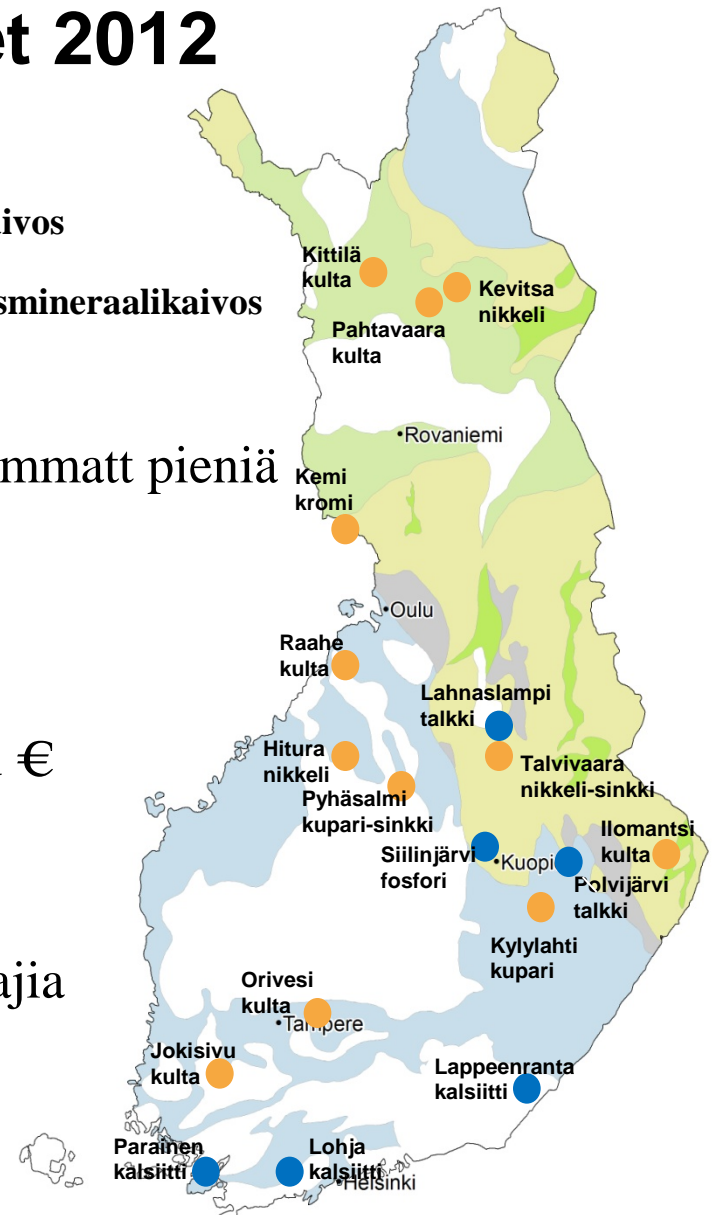 et 2012
ivos
smineraalikaivos
mmatt pieniä
€
ajia
Kittilä
kulta
Kevitsa
nikkeli
Pahtavaara
kulta
Rovaniemi
Kemi
kromi
Oulu
Raahe
kulta
Lahnaslampi
talkki
Hitura
nikkeli
Talvivaara
nikkeli-sinkki
Pyhäsalmi
kupari-sinkki
Ilomantsi
kulta
Siilinjärvi
fosfori
Kuopi
Polvijärvi
talkki
Kylylahti
kupari
Orivesi
kulta
Tampere
Jokisivu
kulta
Lappeenranta
kalsiitti
Parainen
kalsiitti
Lohja
kalsiitti
Helsinki